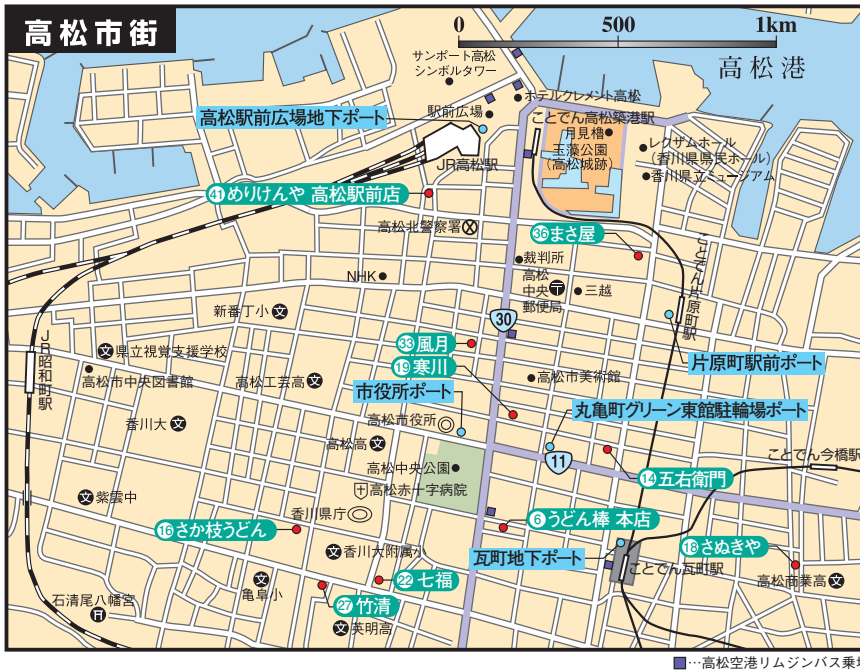 高松市街
0 500 1km
高松港
サンポート高松
シンボルタワー
ホテルクレメント高松
駅前広場
高松駅前広場地下ポート
ことでん高松築港駅
月見櫓
玉藻公園
(高松城跡)
レクザムホール
(香川県県民ホール)
香川県立ミュージアム
JR高松駅
41 めりけんや 高松駅前店
高松北警察署
36 まさ屋
裁判所
高松
中央
郵便局
三越
ことでん片原町駅
NHK
新番丁小
30
33 風月
19 寒川
片原町駅前ポート
JR昭和町駅
県立視覚支援学校
高松市中央図書館
高松工芸高
市役所ポート
高松市美術館
丸亀町グリーン東館駐輪場ポート
香川大
高松市役所
高松高
11
ことでん今橋駅
高松中央公園
14 五右衛門
高松赤十字病院
紫雲中
香川県庁
16 さか枝うどん
6 うどん棒 本店
香川大附属小
瓦町地下ポート
18 さぬきや
ことでん瓦町駅
高松商業高
22 七福
亀阜小
石清尾八幡宮
27 竹清
英明高
…高松空港リムジンバス乗